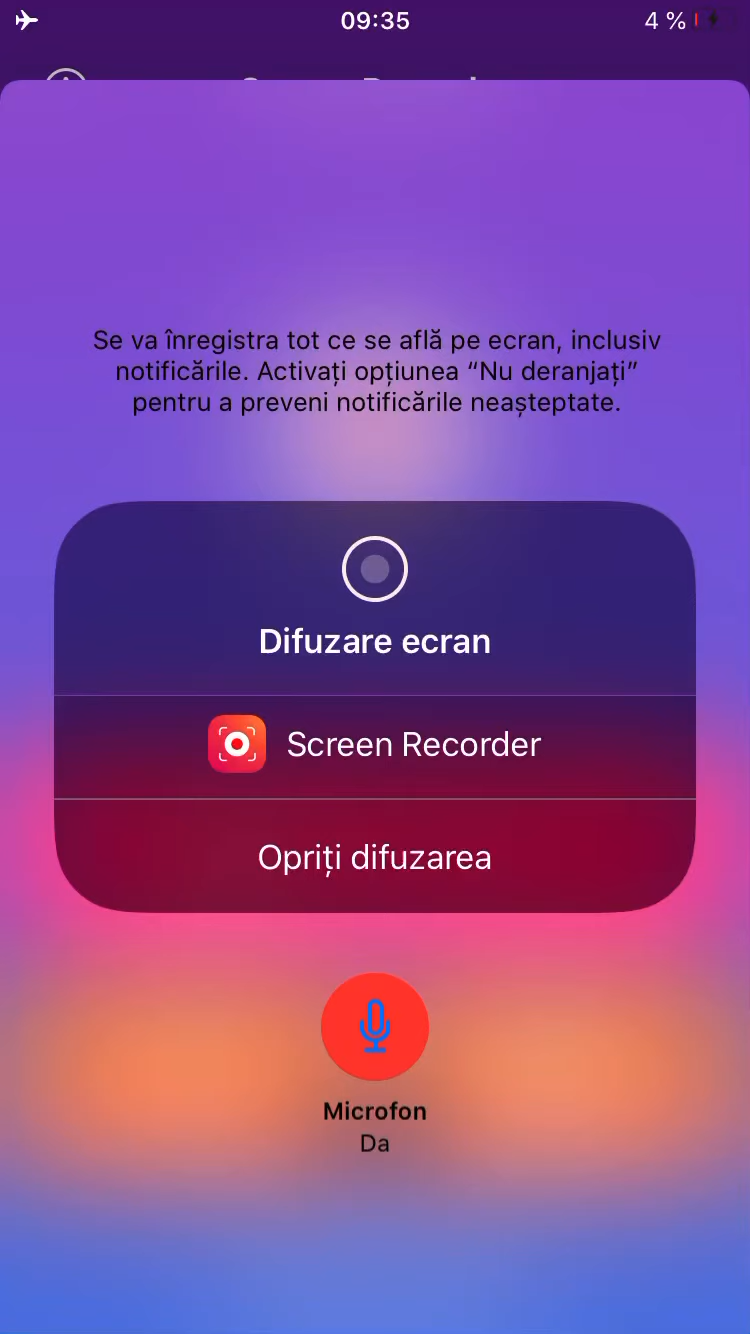 09:35
4 %
Se va înregistra tot ce se află pe ecran, inclusiv
notificările. Activați opțiunea “Nu deranjați”
pentru a preveni notificările neașteptate.
Difuzare ecran
Screen Recorder
Opriți difuzarea
Microfon
Da